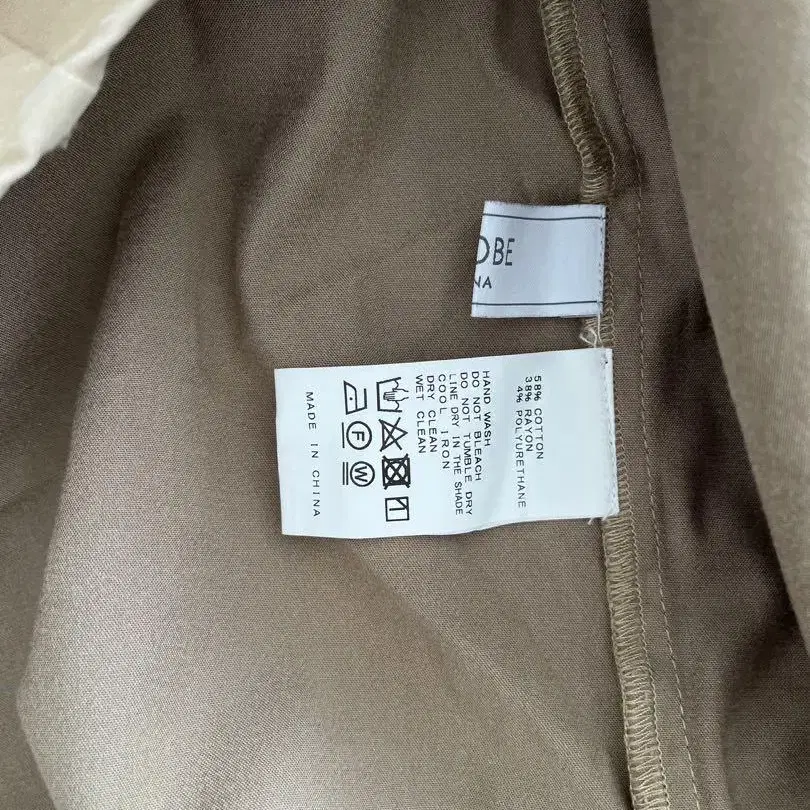 OBE
NA
58% COTTON
38% RAYON
4% POLYURETHANE
HAND WASH
DO NOT BLEACH
DO NOT TUMBLE DRY
LINE DRY IN THE SHADE
COOL IRON
DRY CLEAN
WET CLEAN
F
W
MADE IN CHINA